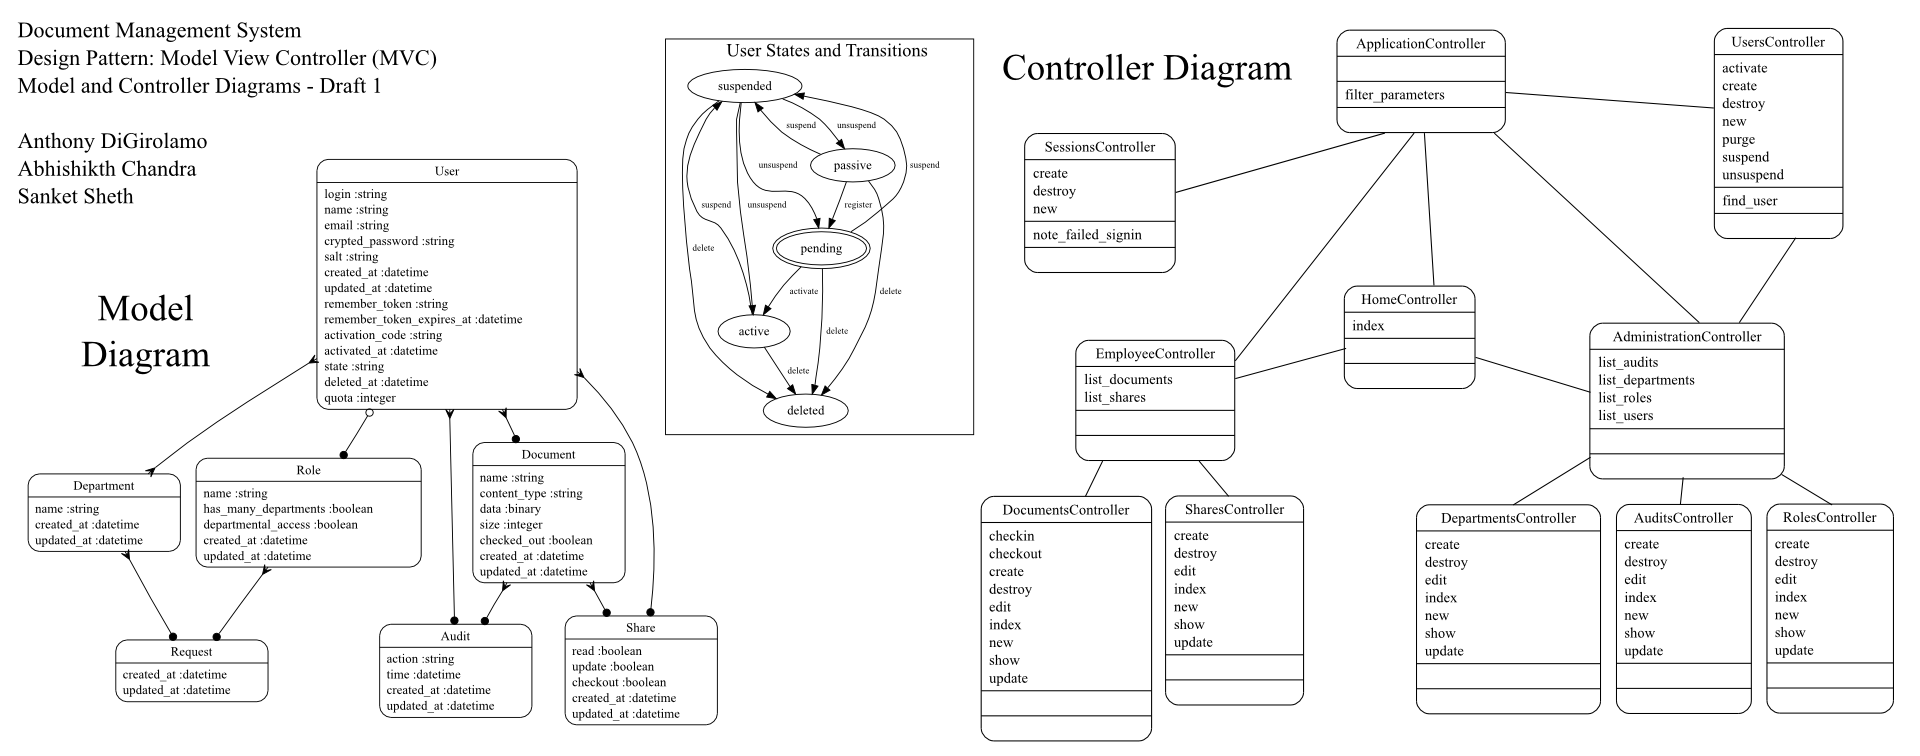 Document Management System
Design Pattern: Model View Controller (MVC)
Model and Controller Diagrams - Draft 1
Anthony DiGirolamo
Abhishikth Chandra
Sanket Sheth
Model
Diagram
User
login :string
name :string
email :string
crypted_password :string
salt :string
created_at :datetime
updated_at :datetime
remember_token :string
remember_token_expires_at :datetime
activation_code :string
activated_at :datetime
state :string
deleted_at :datetime
quota :integer
Department
name :string
created_at :datetime
updated_at :datetime
Role
name :string
has_many_departments :boolean
departmental_access :boolean
created_at :datetime
updated_at :datetime
Document
name :string
content_type :string
data :binary
size :integer
checked_out :boolean
created_at :datetime
updated_at :datetime
Request
created_at :datetime
updated_at :datetime
Audit
action :string
time :datetime
created_at :datetime
updated_at :datetime
Share
read :boolean
update :boolean
checkout :boolean
created_at :datetime
updated_at :datetime
User States and Transitions
suspended
suspend
unsuspend
passive
unsuspend
suspend
suspend
unsuspend
register
pending
delete
activate
delete
active
delete
delete
deleted
Controller Diagram
ApplicationController
filter_parameters
UsersController
activate
create
destroy
new
purge
suspend
unsuspend
find_user
SessionsController
create
destroy
new
note_failed_signin
HomeController
index
EmployeeController
list_documents
list_shares
AdministrationController
list_audits
list_departments
list_roles
list_users
DocumentsController
checkin
checkout
create
destroy
edit
index
new
show
update
SharesController
create
destroy
edit
index
new
show
update
DepartmentsController
create
destroy
edit
index
new
show
update
AuditsController
create
destroy
edit
index
new
show
update
RolesController
create
destroy
edit
index
new
show
update